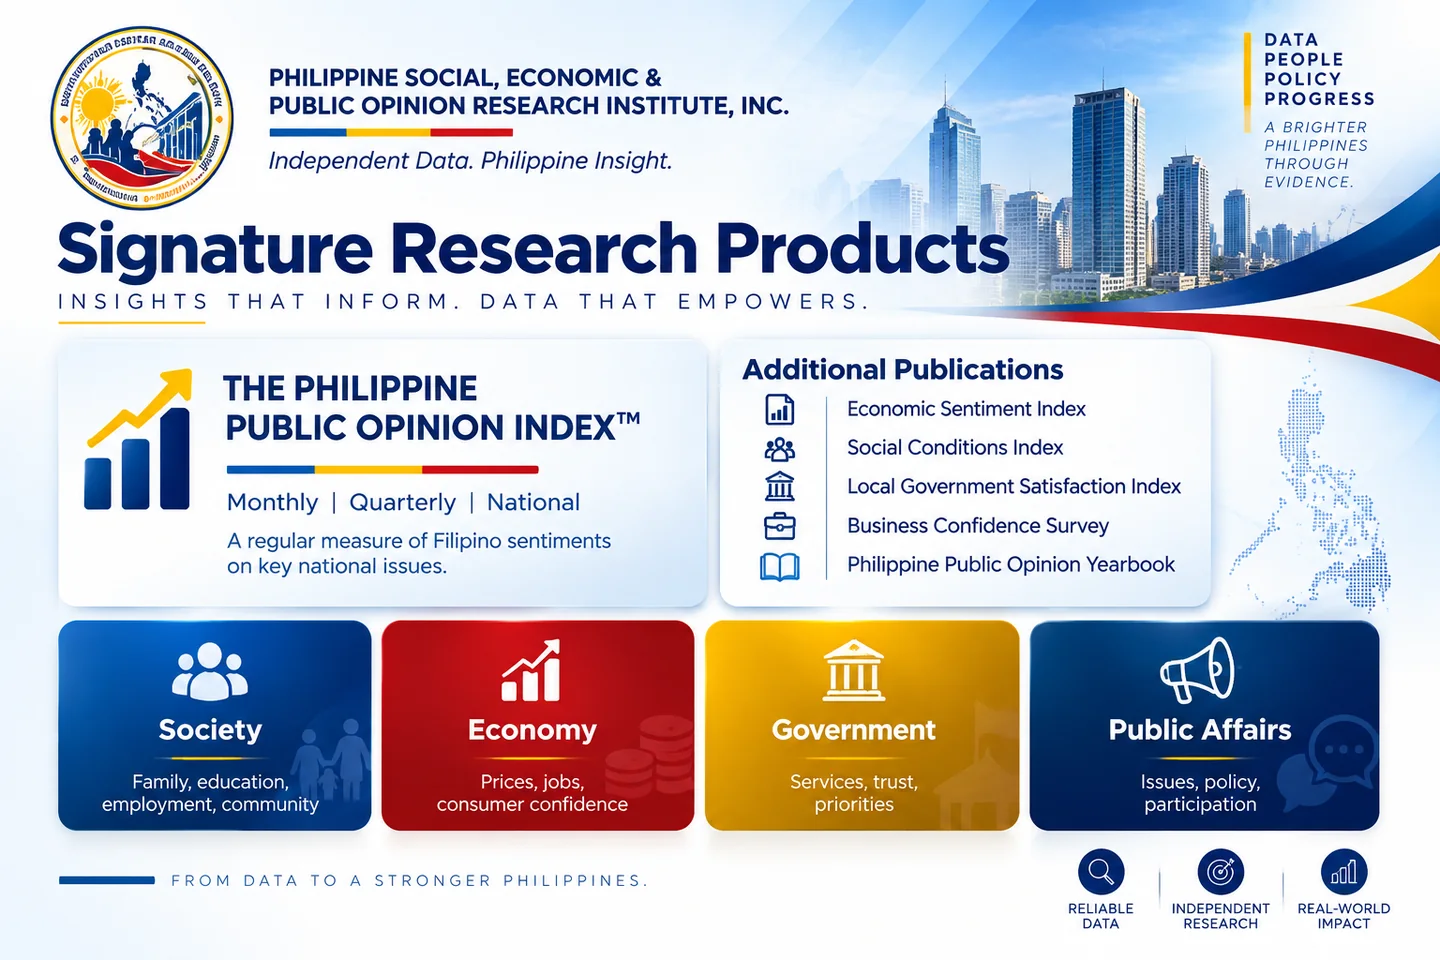 PHILIPPINE SOCIAL, ECONOMIC &
PUBLIC OPINION RESEARCH INSTITUTE, INC.
Independent Data. Philippine Insight.
DATA
PEOPLE
POLICY
PROGRESS
A BRIGHTER
PHILIPPINES
THROUGH
EVIDENCE.
Signature Research Products
INSIGHTS THAT INFORM. DATA THAT EMPOWERS.
THE PHILIPPINE
PUBLIC OPINION INDEX™
Monthly | Quarterly | National
A regular measure of Filipino sentiments
on key national issues.
Additional Publications
Economic Sentiment Index
Social Conditions Index
Local Government Satisfaction Index
Business Confidence Survey
Philippine Public Opinion Yearbook
Society
Family, education,
employment, community
Economy
Prices, jobs,
consumer confidence
Government
Services, trust,
priorities
Public Affairs
Issues, policy,
participation
FROM DATA TO A STRONGER PHILIPPINES.
RELIABLE
DATA
INDEPENDENT
RESEARCH
REAL-WORLD
IMPACT